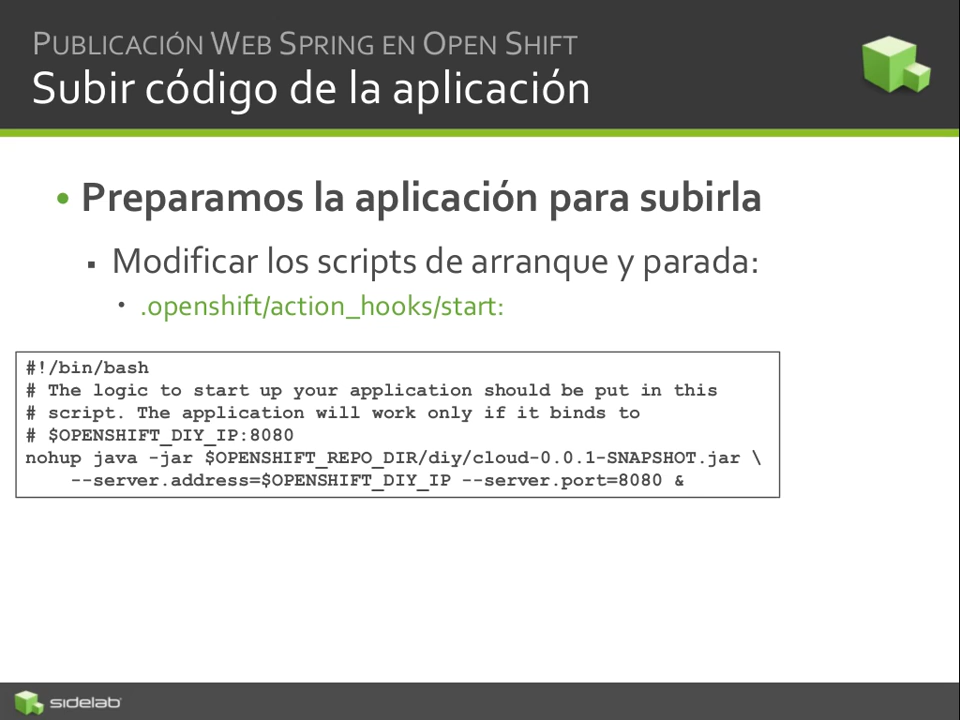 PUBLICACIÓN WEB SPRING EN OPEN SHIFT
Subir código de la aplicación
• Preparamos la aplicación para subirla
▪ Modificar los scripts de arranque y parada:
• .openshift/action_hooks/start:
#!/bin/bash
# The logic to start up your application should be put in this
# script. The application will work only if it binds to
# $OPENSHIFT_DIY_IP:8080
nohup java -jar $OPENSHIFT_REPO_DIR/diy/cloud-0.0.1-SNAPSHOT.jar \
    --server.address=$OPENSHIFT_DIY_IP --server.port=8080 &
sidelab